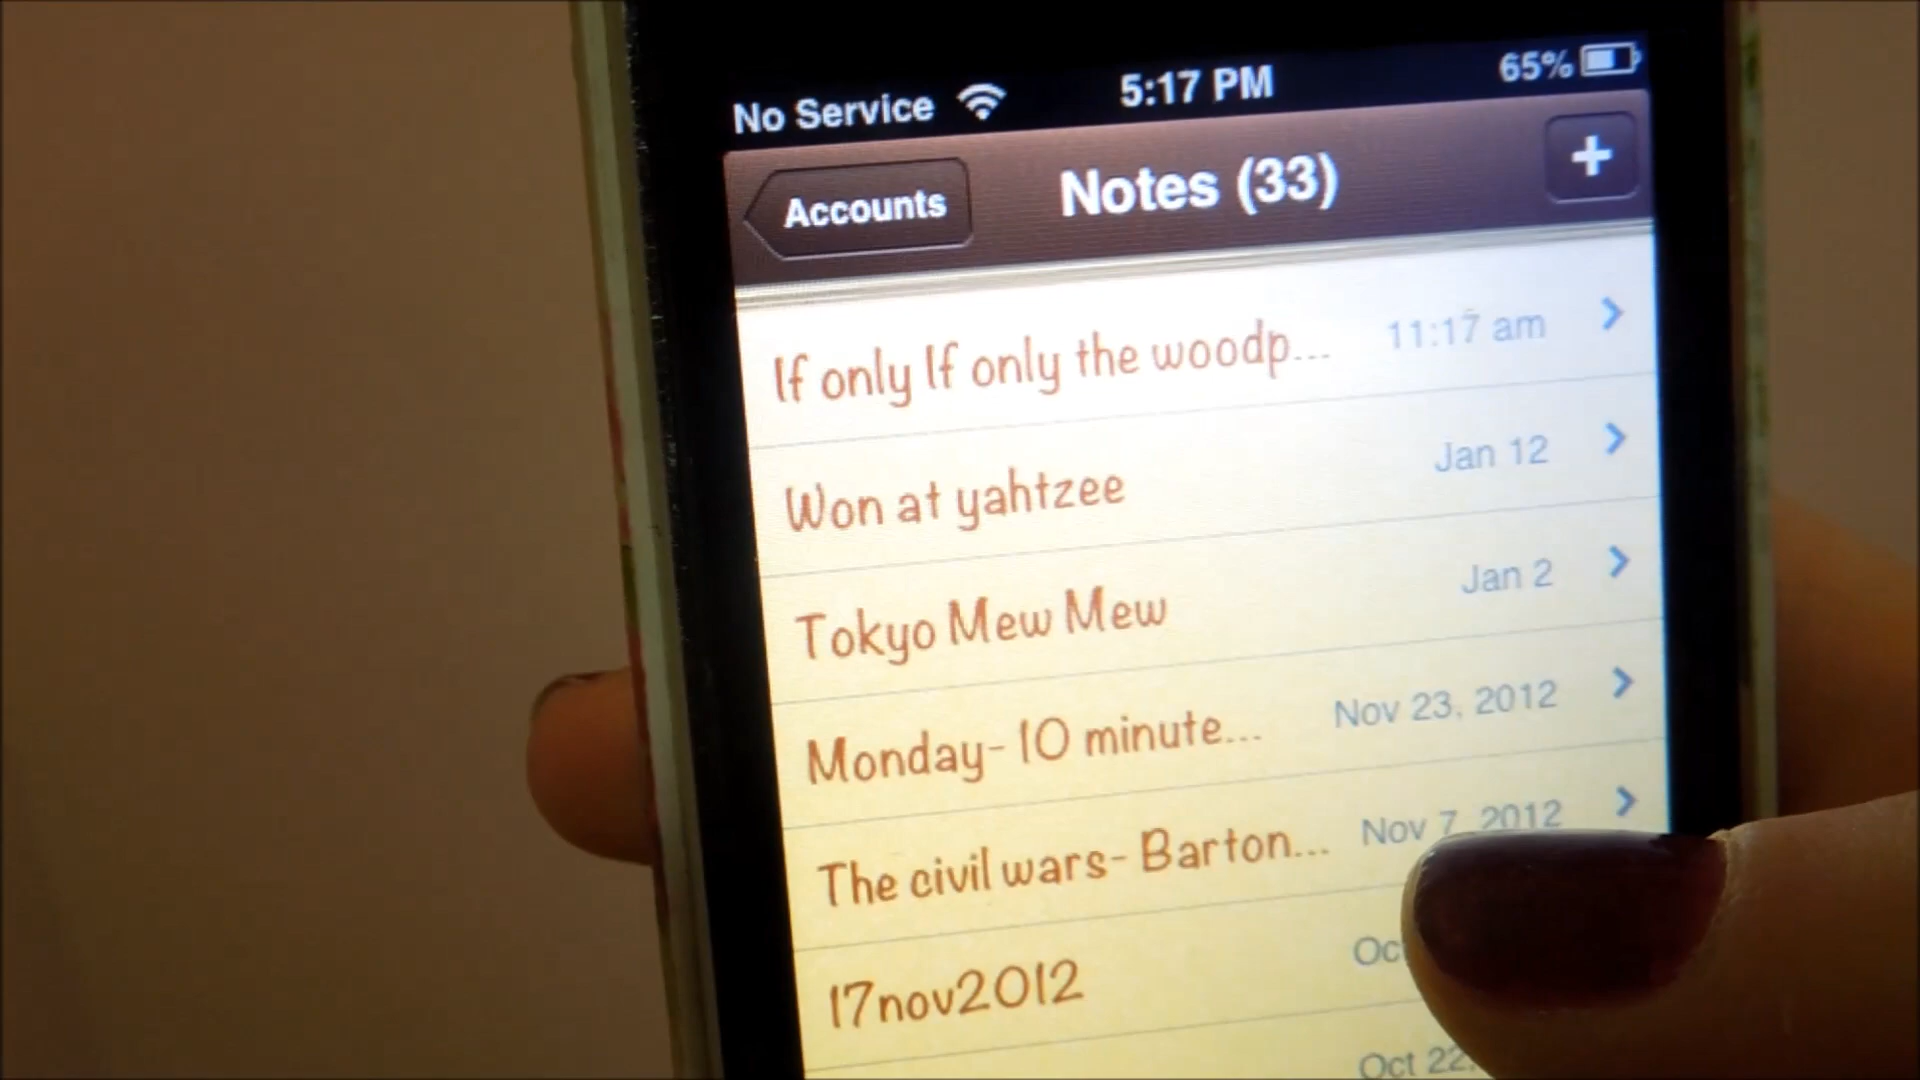 No Service 5:17 PM 65%
Accounts Notes (33) +
If only If only the woodp... 11:17 am
Won at yahtzee Jan 12
Tokyo Mew Mew Jan 2
Monday- 10 minute... Nov 23, 2012
The civil wars- Barton... Nov 7, 2012
17nov2012
Oct 22,